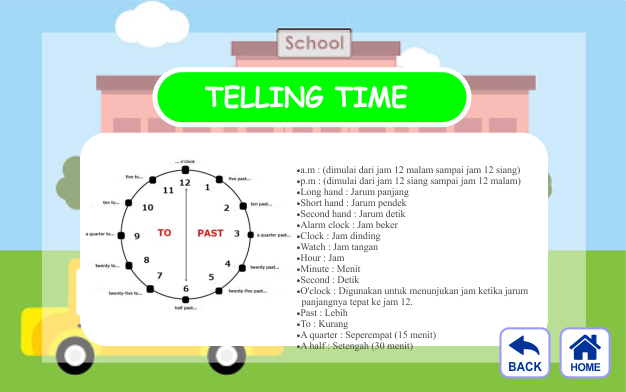 School
TELLING TIME
... o'clock
five to...
five past...
ten to...
ten past...
a quarter to...
a quarter past...
twenty to...
twenty past...
twenty-five to...
twenty-five past...
half past...
12
1
2
3
4
5
6
7
8
9
10
11
TO
PAST
•a.m : (dimulai dari jam 12 malam sampai jam 12 siang)
•p.m : (dimulai dari jam 12 siang sampai jam 12 malam)
•Long hand : Jarum panjang
•Short hand : Jarum pendek
•Second hand : Jarum detik
•Alarm clock : Jam beker
•Clock : Jam dinding
•Watch : Jam tangan
•Hour : Jam
•Minute : Menit
•Second : Detik
•O'clock : Digunakan untuk menunjukan jam ketika jarum
panjangnya tepat ke jam 12.
•Past : Lebih
•To : Kurang
•A quarter : Seperempat (15 menit)
•A half : Setengah (30 menit)
BACK
HOME